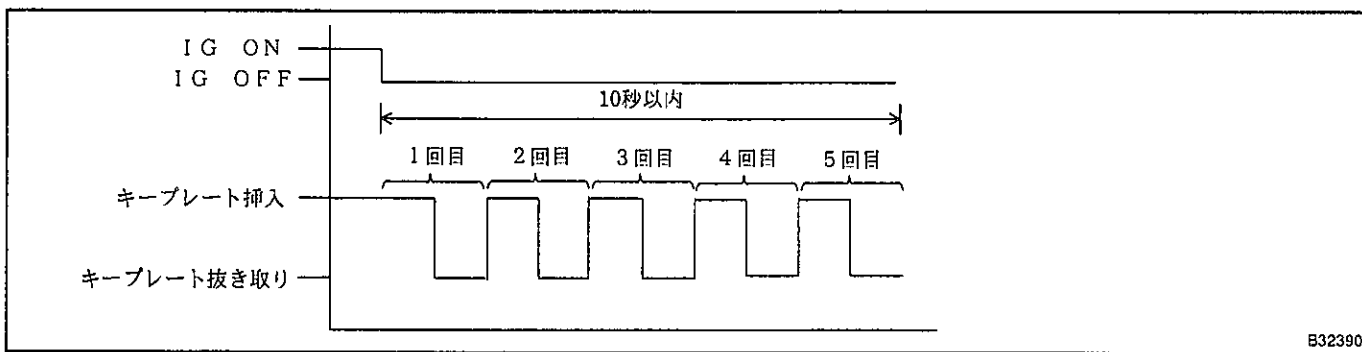 ＩＧ　ＯＮ
ＩＧ　ＯＦＦ
10秒以内
1回目 2回目 3回目 4回目 5回目
キープレート挿入
キープレート抜き取り
B32390